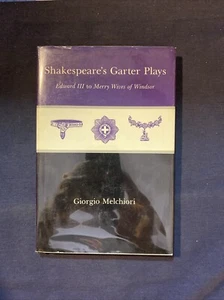 Shakespeare's Garter Plays
Edward III to Merry Wives of Windsor
Giorgio Melchiori